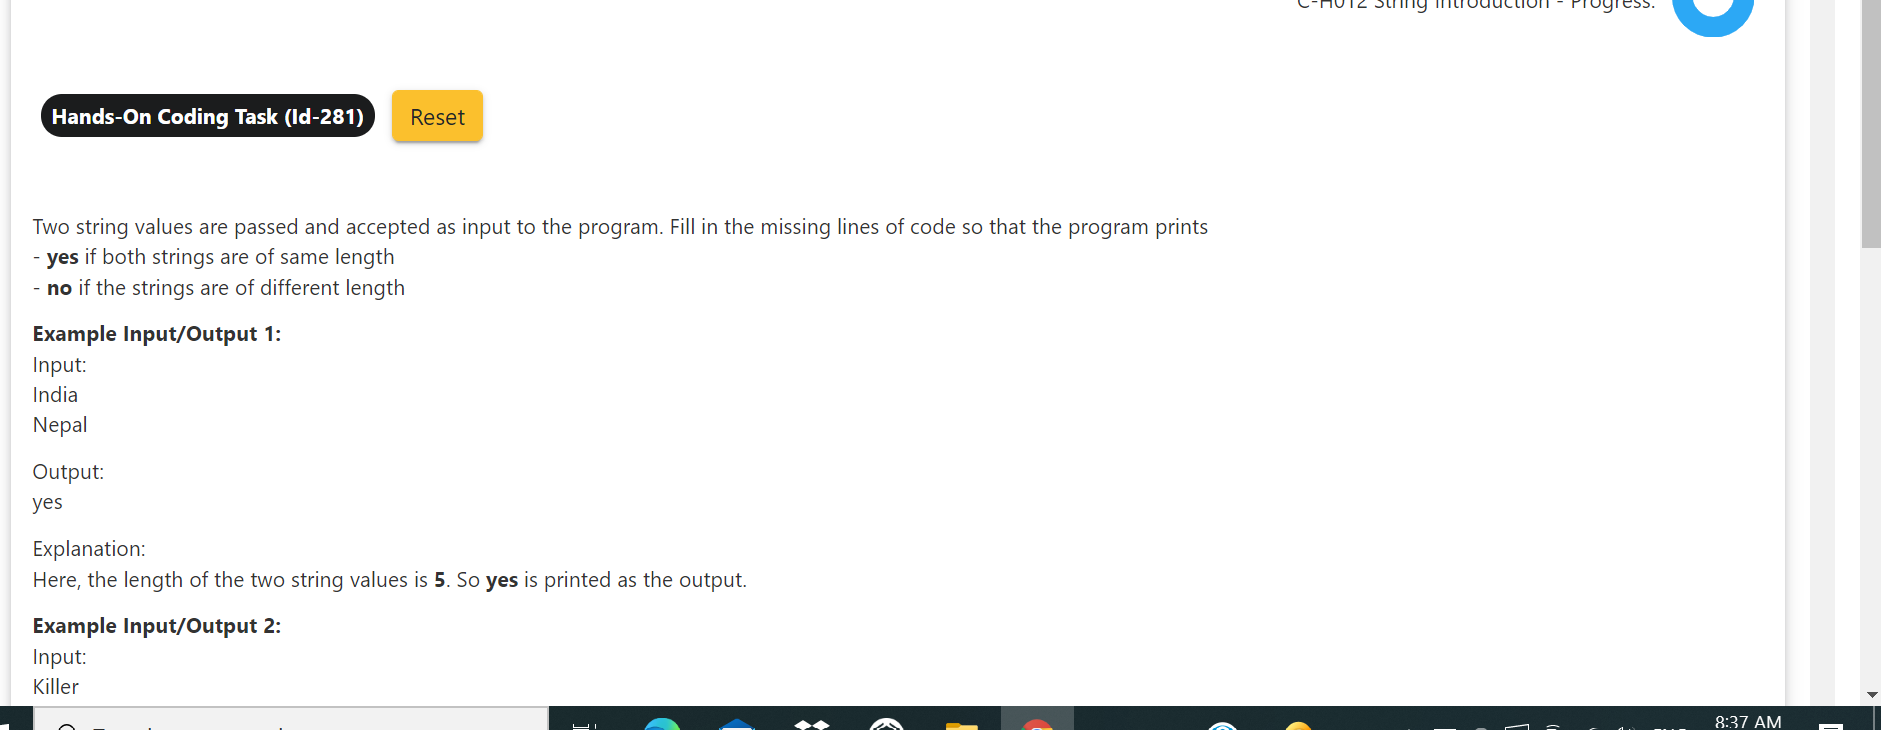 C-H012 String Introduction - Progress:
Hands-On Coding Task (Id-281)
Reset
Two string values are passed and accepted as input to the program. Fill in the missing lines of code so that the program prints
- yes if both strings are of same length
- no if the strings are of different length
Example Input/Output 1:
Input:
India
Nepal
Output:
yes
Explanation:
Here, the length of the two string values is 5. So yes is printed as the output.
Example Input/Output 2:
Input:
Killer
8:37 AM